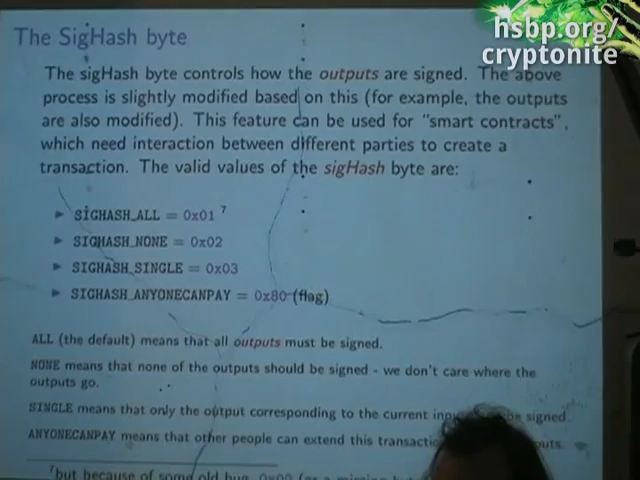 hsbp.org/
cryptonite
The SigHash byte
The sigHash byte controls how the outputs are signed. The above
process is slightly modified based on this (for example, the outputs
are also modified). This feature can be used for "smart contracts",
which need interaction between different parties to create a
transaction. The valid values of the sigHash byte are:
▶ SIGHASH_ALL = 0x01 7
▶ SIGHASH_NONE = 0x02
▶ SIGHASH_SINGLE = 0x03
▶ SIGHASH_ANYONECANPAY = 0x80 (flag)
ALL (the default) means that all outputs must be signed.
NONE means that none of the outputs should be signed - we don't care where the
outputs go.
SINGLE means that only the output corresponding to the current signed.
ANYONECANPAY means that other people can extend this
7but because of some old bug, 0x00